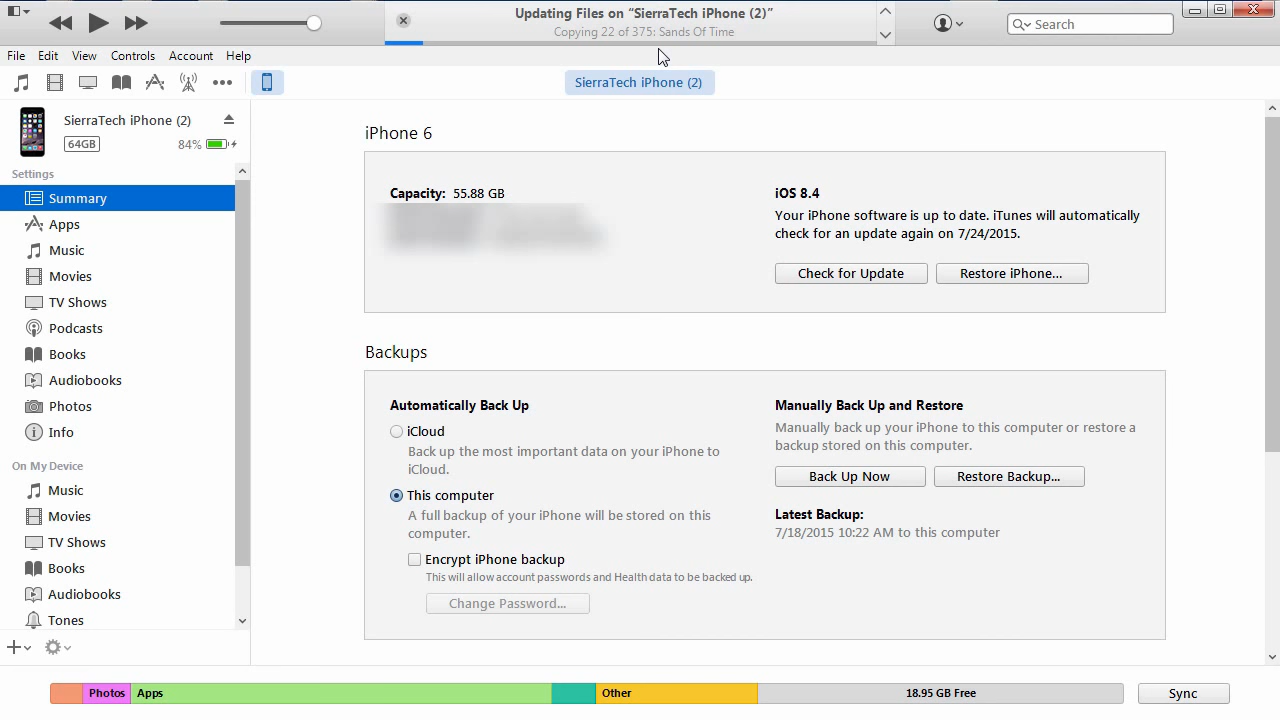 Updating Files on “SierraTech iPhone (2)”
Copying 22 of 375: Sands Of Time
Search
File Edit View Controls Account Help
SierraTech iPhone (2)
SierraTech iPhone (2)
64GB 84%
Settings
Summary
Apps
Music
Movies
TV Shows
Podcasts
Books
Audiobooks
Photos
Info
On My Device
Music
Movies
TV Shows
Books
Audiobooks
Tones
iPhone 6
Capacity: 55.88 GB
iOS 8.4
Your iPhone software is up to date. iTunes will automatically
check for an update again on 7/24/2015.
Check for Update Restore iPhone...
Backups
Automatically Back Up
iCloud
Back up the most important data on your iPhone to
iCloud.
This computer
A full backup of your iPhone will be stored on this
computer.
Encrypt iPhone backup
This will allow account passwords and Health data to be backed up.
Change Password...
Manually Back Up and Restore
Manually back up your iPhone to this computer or restore a
backup stored on this computer.
Back Up Now Restore Backup...
Latest Backup:
7/18/2015 10:22 AM to this computer
Photos Apps Other 18.95 GB Free Sync